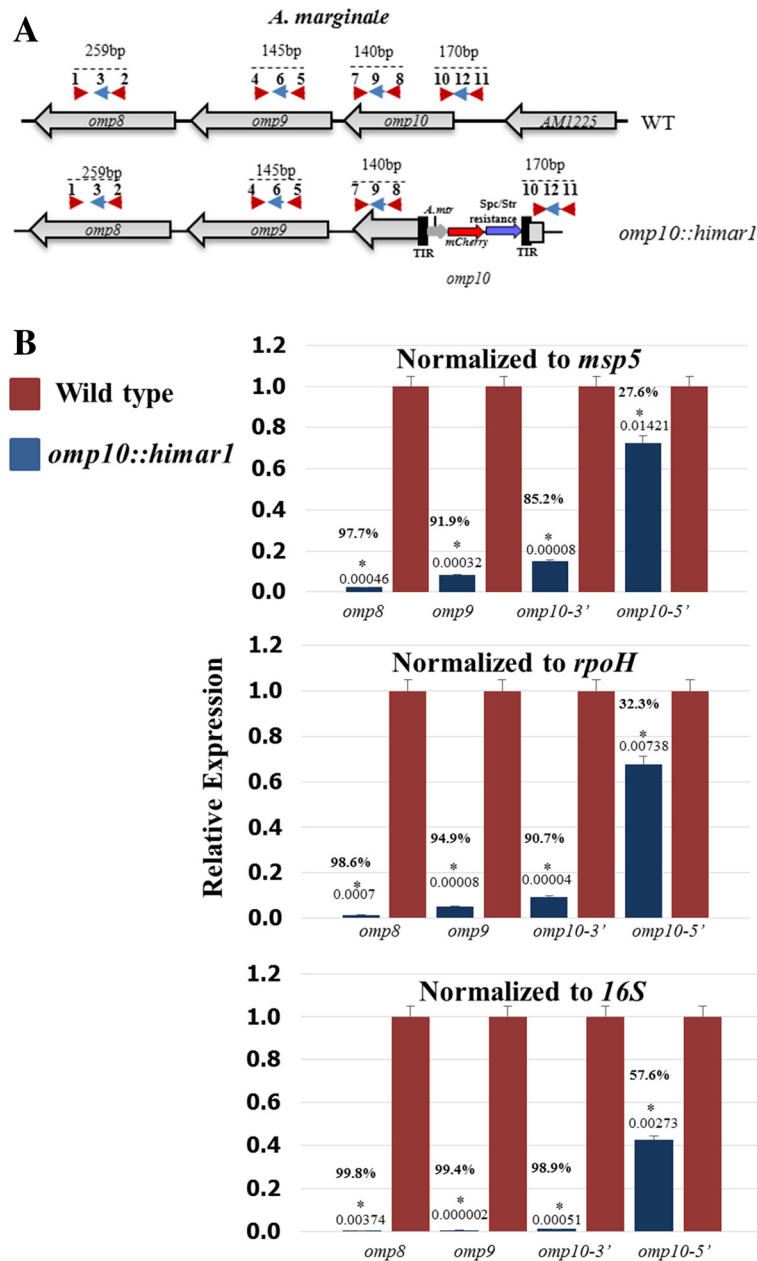 A
A. marginale
259bp 145bp 140bp 170bp
1 3 2 4 6 5 7 9 8 10 12 11
omp8 omp9 omp10 AM1225 WT
259bp 145bp 140bp 170bp
1 3 2 4 6 5 7 9 8 10 12 11
A.mtr Spc/Str
resistance
omp8 omp9 mCherry omp10::himar1
TIR TIR
omp10
B
Wild type
omp10::himar1
Relative Expression
Normalized to msp5
1.2
1.0
0.8
0.6
0.4
0.2
0.0
97.7% 91.9% 85.2% 27.6%
* * * *
0.00046 0.00032 0.00008 0.01421
omp8 omp9 omp10-3’ omp10-5’
Normalized to rpoH
1.2
1.0
0.8
0.6
0.4
0.2
0.0
98.6% 94.9% 90.7% 32.3%
* * * *
0.0007 0.00008 0.00004 0.00738
omp8 omp9 omp10-3’ omp10-5’
Normalized to 16S
1.2
1.0
0.8
0.6
0.4
0.2
0.0
99.8% 99.4% 98.9% 57.6%
* * * *
0.00374 0.000002 0.00051 0.00273
omp8 omp9 omp10-3’ omp10-5’